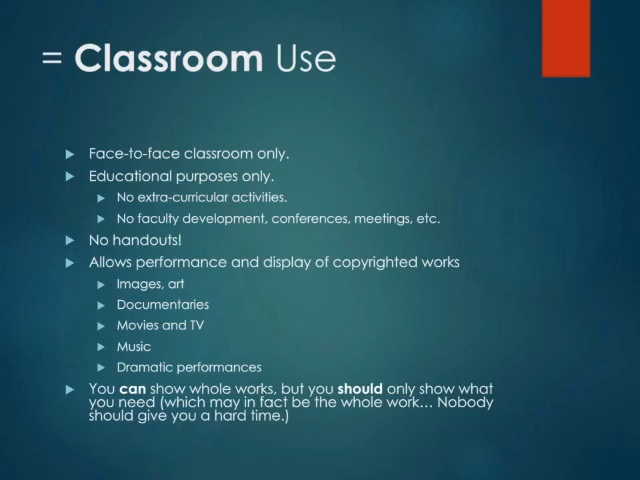 = Classroom Use
Face-to-face classroom only.
Educational purposes only.
No extra-curricular activities.
No faculty development, conferences, meetings, etc.
No handouts!
Allows performance and display of copyrighted works
Images, art
Documentaries
Movies and TV
Music
Dramatic performances
You can show whole works, but you should only show what
you need (which may in fact be the whole work... Nobody
should give you a hard time.)